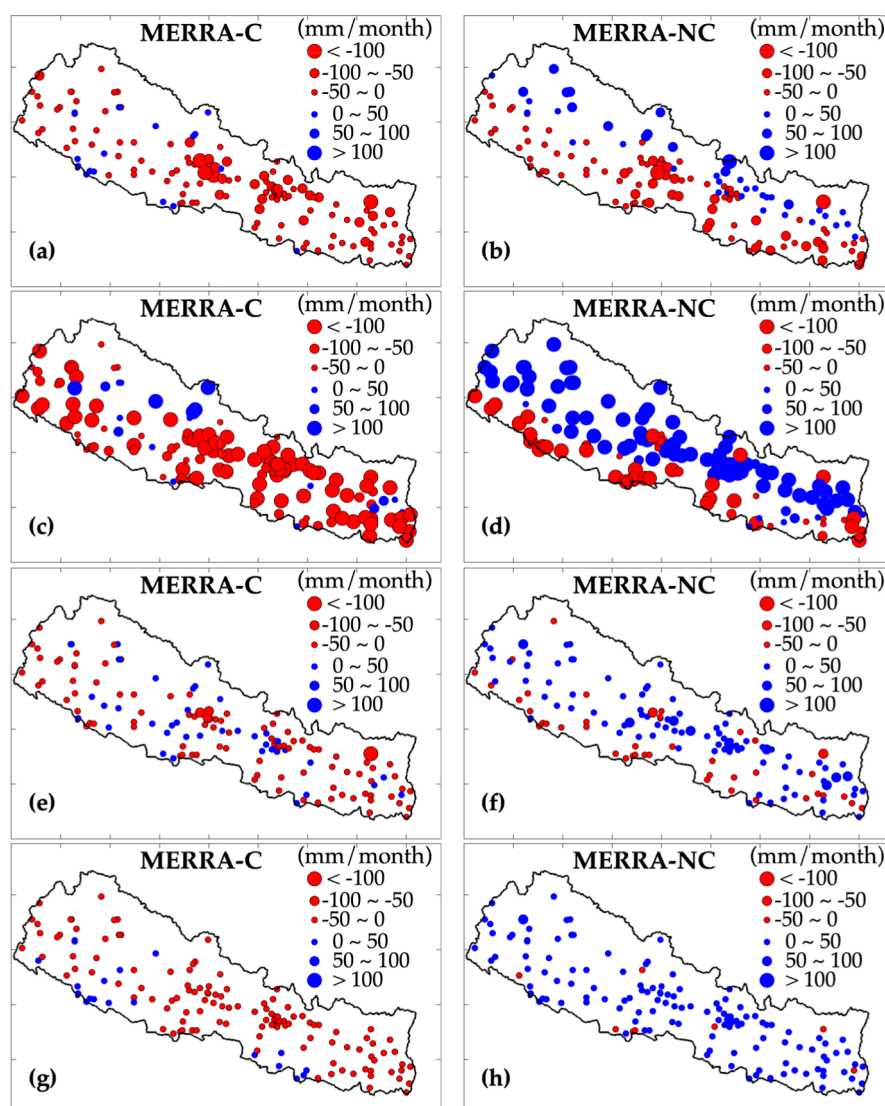 MERRA-C
(mm/month)
< -100
-100 ~ -50
-50 ~ 0
0 ~ 50
50 ~ 100
> 100
(a)
MERRA-NC
(mm/month)
< -100
-100 ~ -50
-50 ~ 0
0 ~ 50
50 ~ 100
> 100
(b)
MERRA-C
(mm/month)
< -100
-100 ~ -50
-50 ~ 0
0 ~ 50
50 ~ 100
> 100
(c)
MERRA-NC
(mm/month)
< -100
-100 ~ -50
-50 ~ 0
0 ~ 50
50 ~ 100
> 100
(d)
MERRA-C
(mm/month)
< -100
-100 ~ -50
-50 ~ 0
0 ~ 50
50 ~ 100
> 100
(e)
MERRA-NC
(mm/month)
< -100
-100 ~ -50
-50 ~ 0
0 ~ 50
50 ~ 100
> 100
(f)
MERRA-C
(mm/month)
< -100
-100 ~ -50
-50 ~ 0
0 ~ 50
50 ~ 100
> 100
(g)
MERRA-NC
(mm/month)
< -100
-100 ~ -50
-50 ~ 0
0 ~ 50
50 ~ 100
> 100
(h)